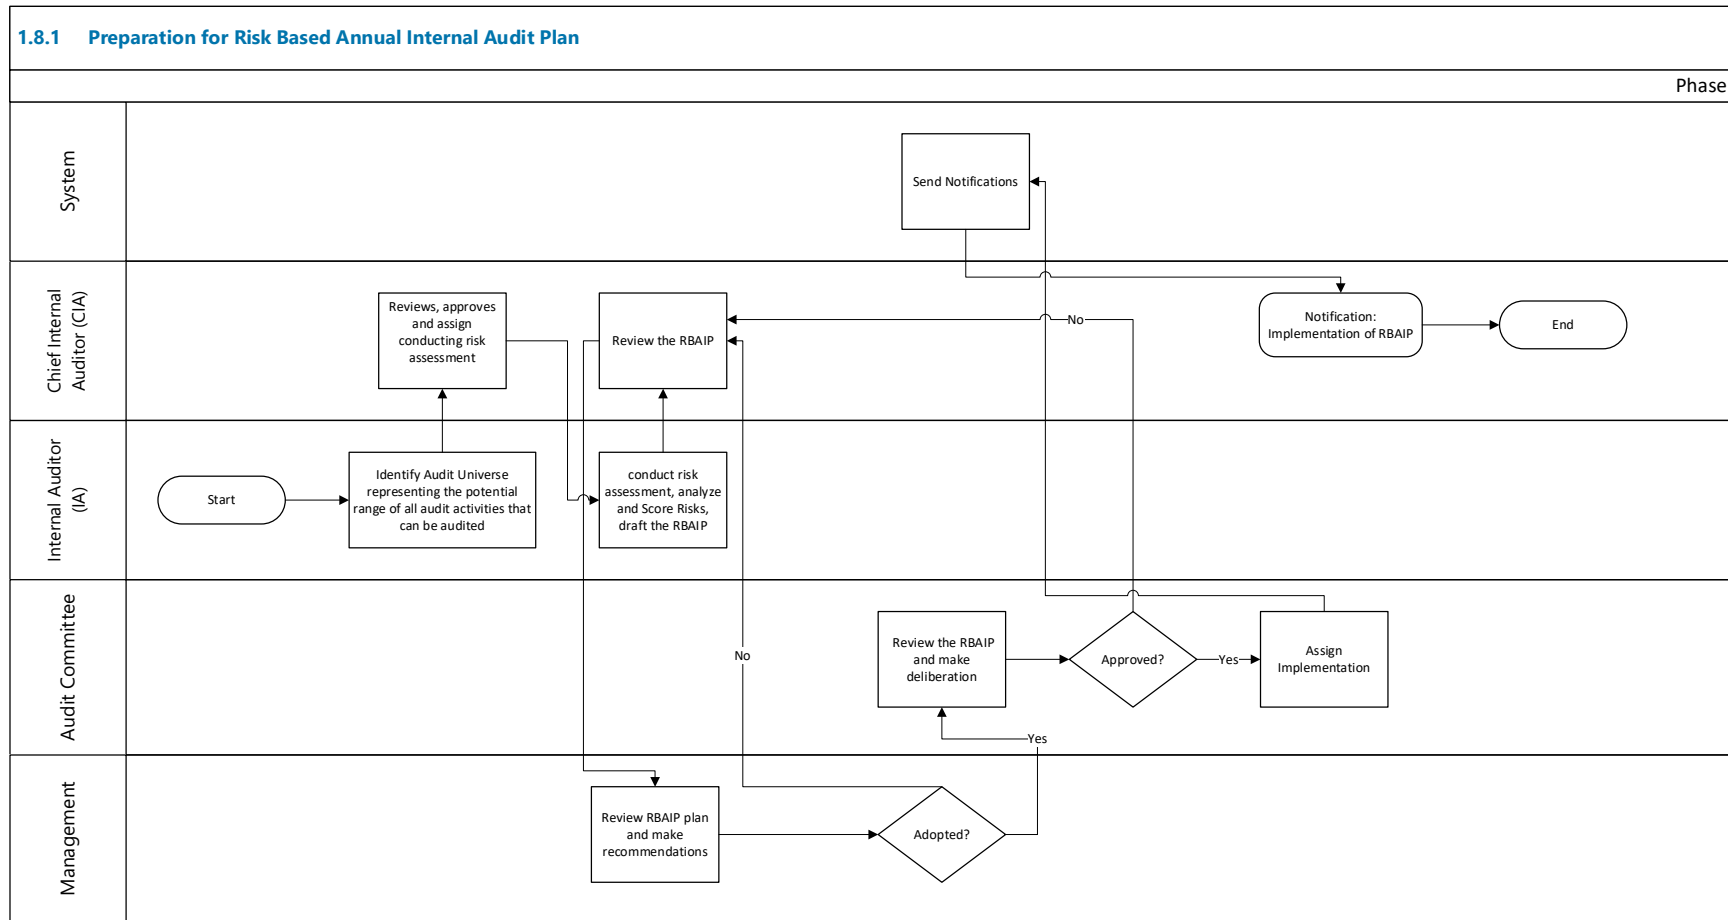 1.8.1 Preparation for Risk Based Annual Internal Audit Plan
Phase
System
Send Notifications
Chief Internal
Auditor (CIA)
Reviews, approves
and assign
conducting risk
assessment
Review the RBAIP
No
Notification:
Implementation of RBAIP
End
Internal Auditor
(IA)
Start
Identify Audit Universe
representing the potential
range of all audit activities that
can be audited
conduct risk
assessment, analyze
and Score Risks,
draft the RBAIP
Audit Committee
No
Review the RBAIP
and make
deliberation
Approved?
Yes
Assign
Implementation
Yes
Management
Review RBAIP plan
and make
recommendations
Adopted?